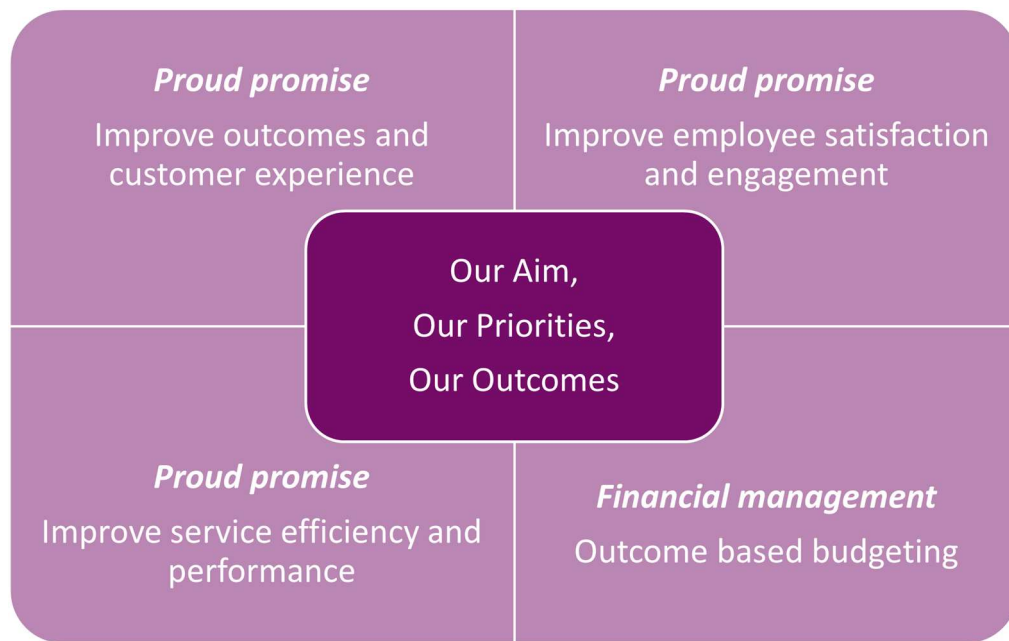 Proud promise
Improve outcomes and
customer experience
Proud promise
Improve employee satisfaction
and engagement
Our Aim,
Our Priorities,
Our Outcomes
Proud promise
Improve service efficiency and
performance
Financial management
Outcome based budgeting